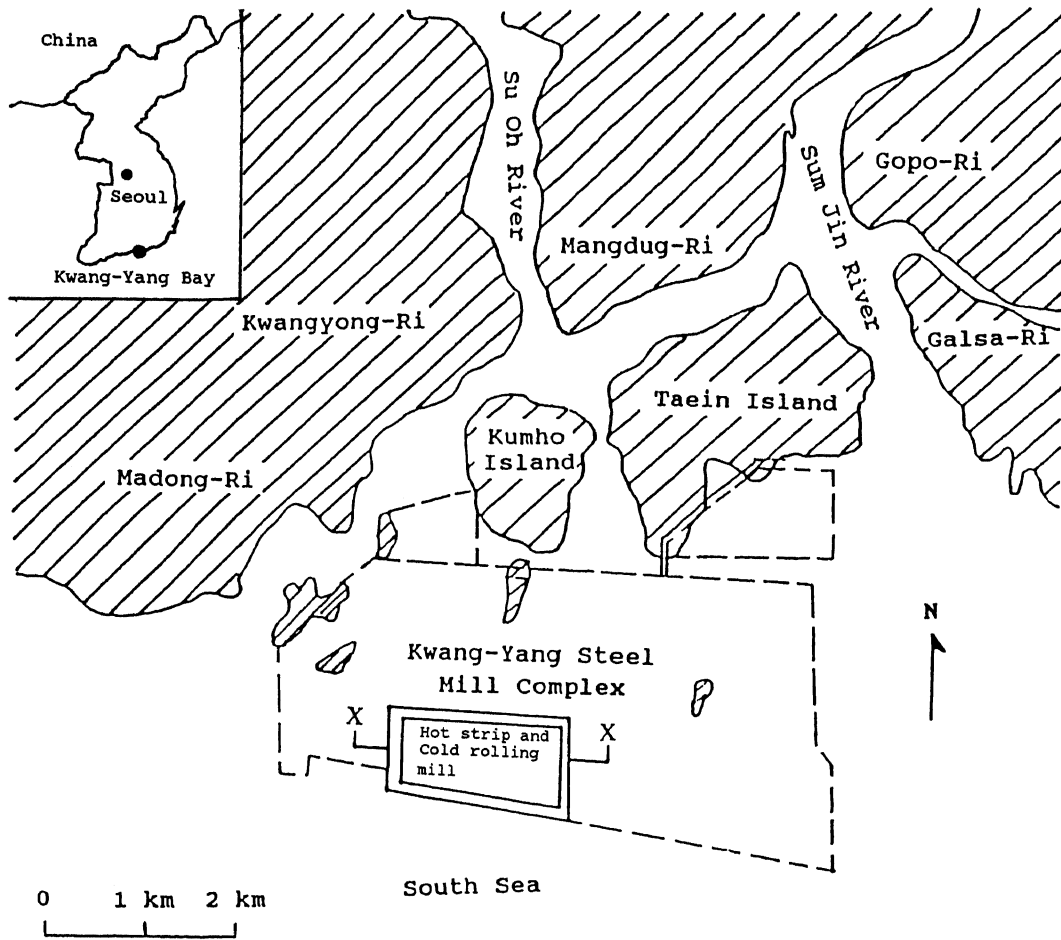 China
Seoul
Kwang-Yang Bay
Su Oh River
Sum Jin River
Gopo-Ri
Mangdug-Ri
Kwangyong-Ri
Galsa-Ri
Taein Island
Kumho
Island
Madong-Ri
N
Kwang-Yang Steel
Mill Complex
X
X
Hot strip and
Cold rolling
mill
South Sea
0 1 km 2 km